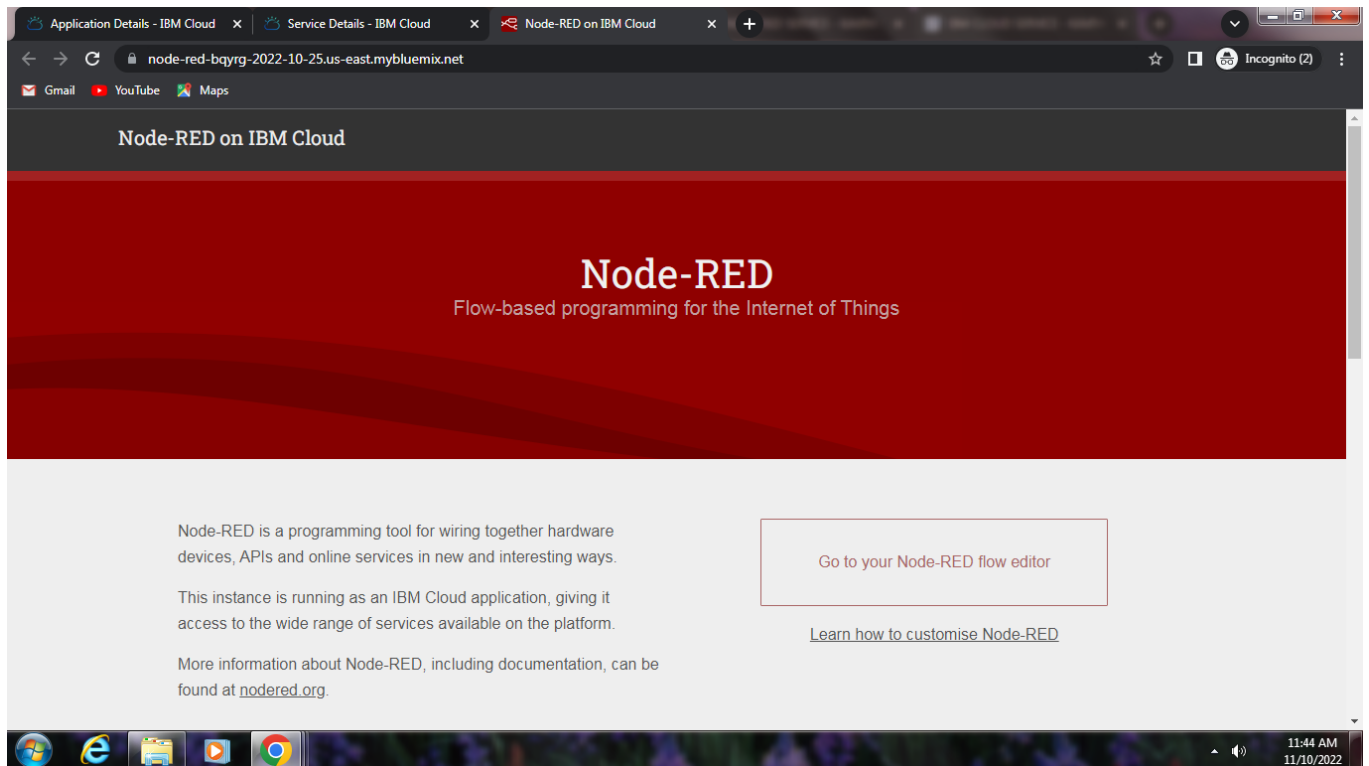 Application Details - IBM Cloud
Service Details - IBM Cloud
Node-RED on IBM Cloud
node-red-bqyrg-2022-10-25.us-east.mybluemix.net
Incognito (2)
Gmail
YouTube
Maps
Node-RED on IBM Cloud
Node-RED
Flow-based programming for the Internet of Things
Node-RED is a programming tool for wiring together hardware
devices, APIs and online services in new and interesting ways.
This instance is running as an IBM Cloud application, giving it
access to the wide range of services available on the platform.
More information about Node-RED, including documentation, can be
found at nodered.org.
Go to your Node-RED flow editor
Learn how to customise Node-RED
11:44 AM
11/10/2022